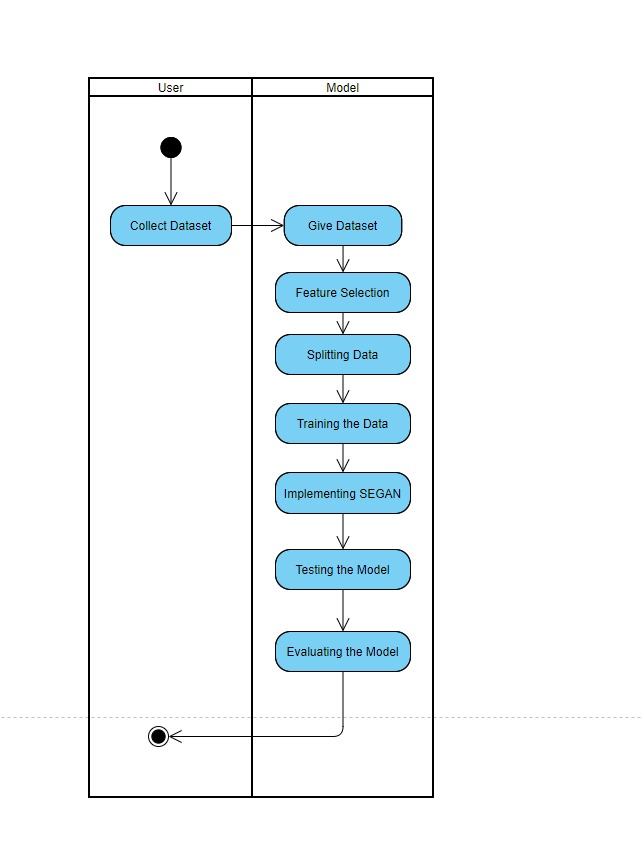 User
Model
Collect Dataset
Give Dataset
Feature Selection
Splitting Data
Training the Data
Implementing SEGAN
Testing the Model
Evaluating the Model